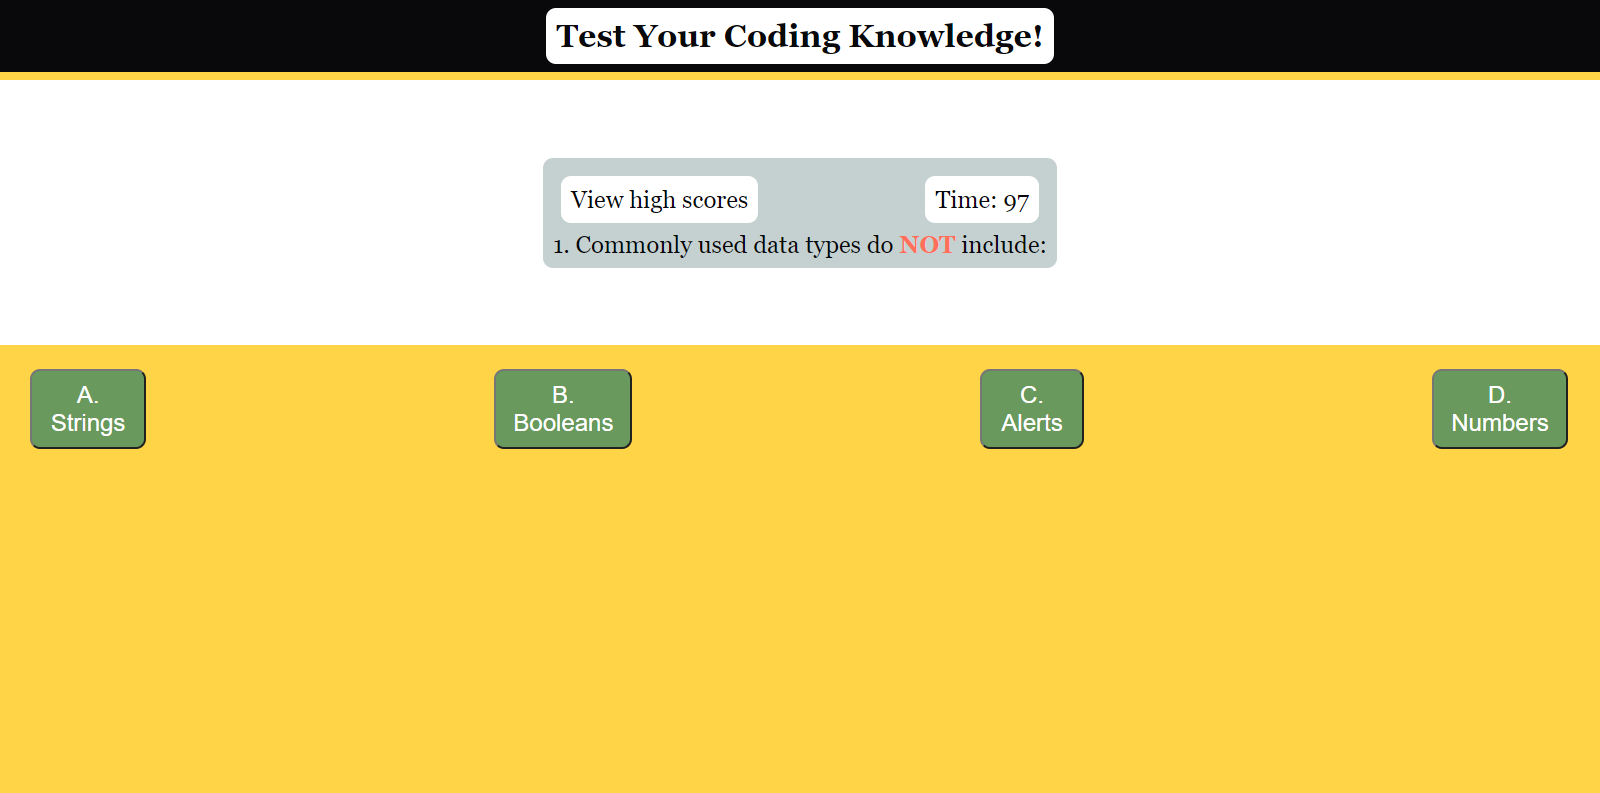 Test Your Coding Knowledge!
View high scores
Time: 97
1. Commonly used data types do NOT include:
A.
Strings
B.
Booleans
C.
Alerts
D.
Numbers